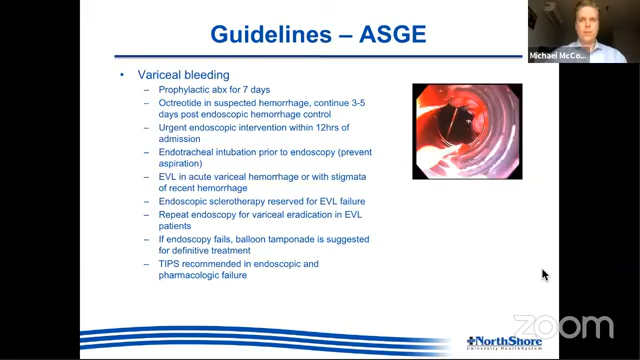 Guidelines – ASGE
Michael McCo...
• Variceal bleeding
– Prophylactic abx for 7 days
– Octreotide in suspected hemorrhage, continue 3-5
days post endoscopic hemorrhage control
– Urgent endoscopic intervention within 12hrs of
admission
– Endotracheal intubation prior to endoscopy (prevent
aspiration)
– EVL in acute variceal hemorrhage or with stigmata
of recent hemorrhage
– Endoscopic sclerotherapy reserved for EVL failure
– Repeat endoscopy for variceal eradication in EVL
patients
– If endoscopy fails, balloon tamponade is suggested
for definitive treatment
– TIPS recommended in endoscopic and
pharmacologic failure
zoom
NorthShore
University HealthSystem